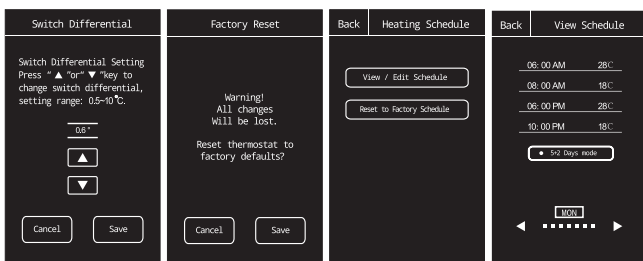 Switch Differential
Switch Differential Setting
Press “ ▲ ”or“ ▼ ”key to
change switch differential,
setting range: 0.5~10℃.
0.6°
▲
▼
Cancel
Save
Factory Reset
Warning!
All changes
Will be lost.
Reset thermostat to
factory defaults?
Cancel
Save
Back
Heating Schedule
View / Edit Schedule
Reset to Factory Schedule
Back
View Schedule
06: 00 AM 28C
08: 00 AM 18C
06: 00 PM 28C
10: 00 PM 18C
● 5+2 Days mode
MON